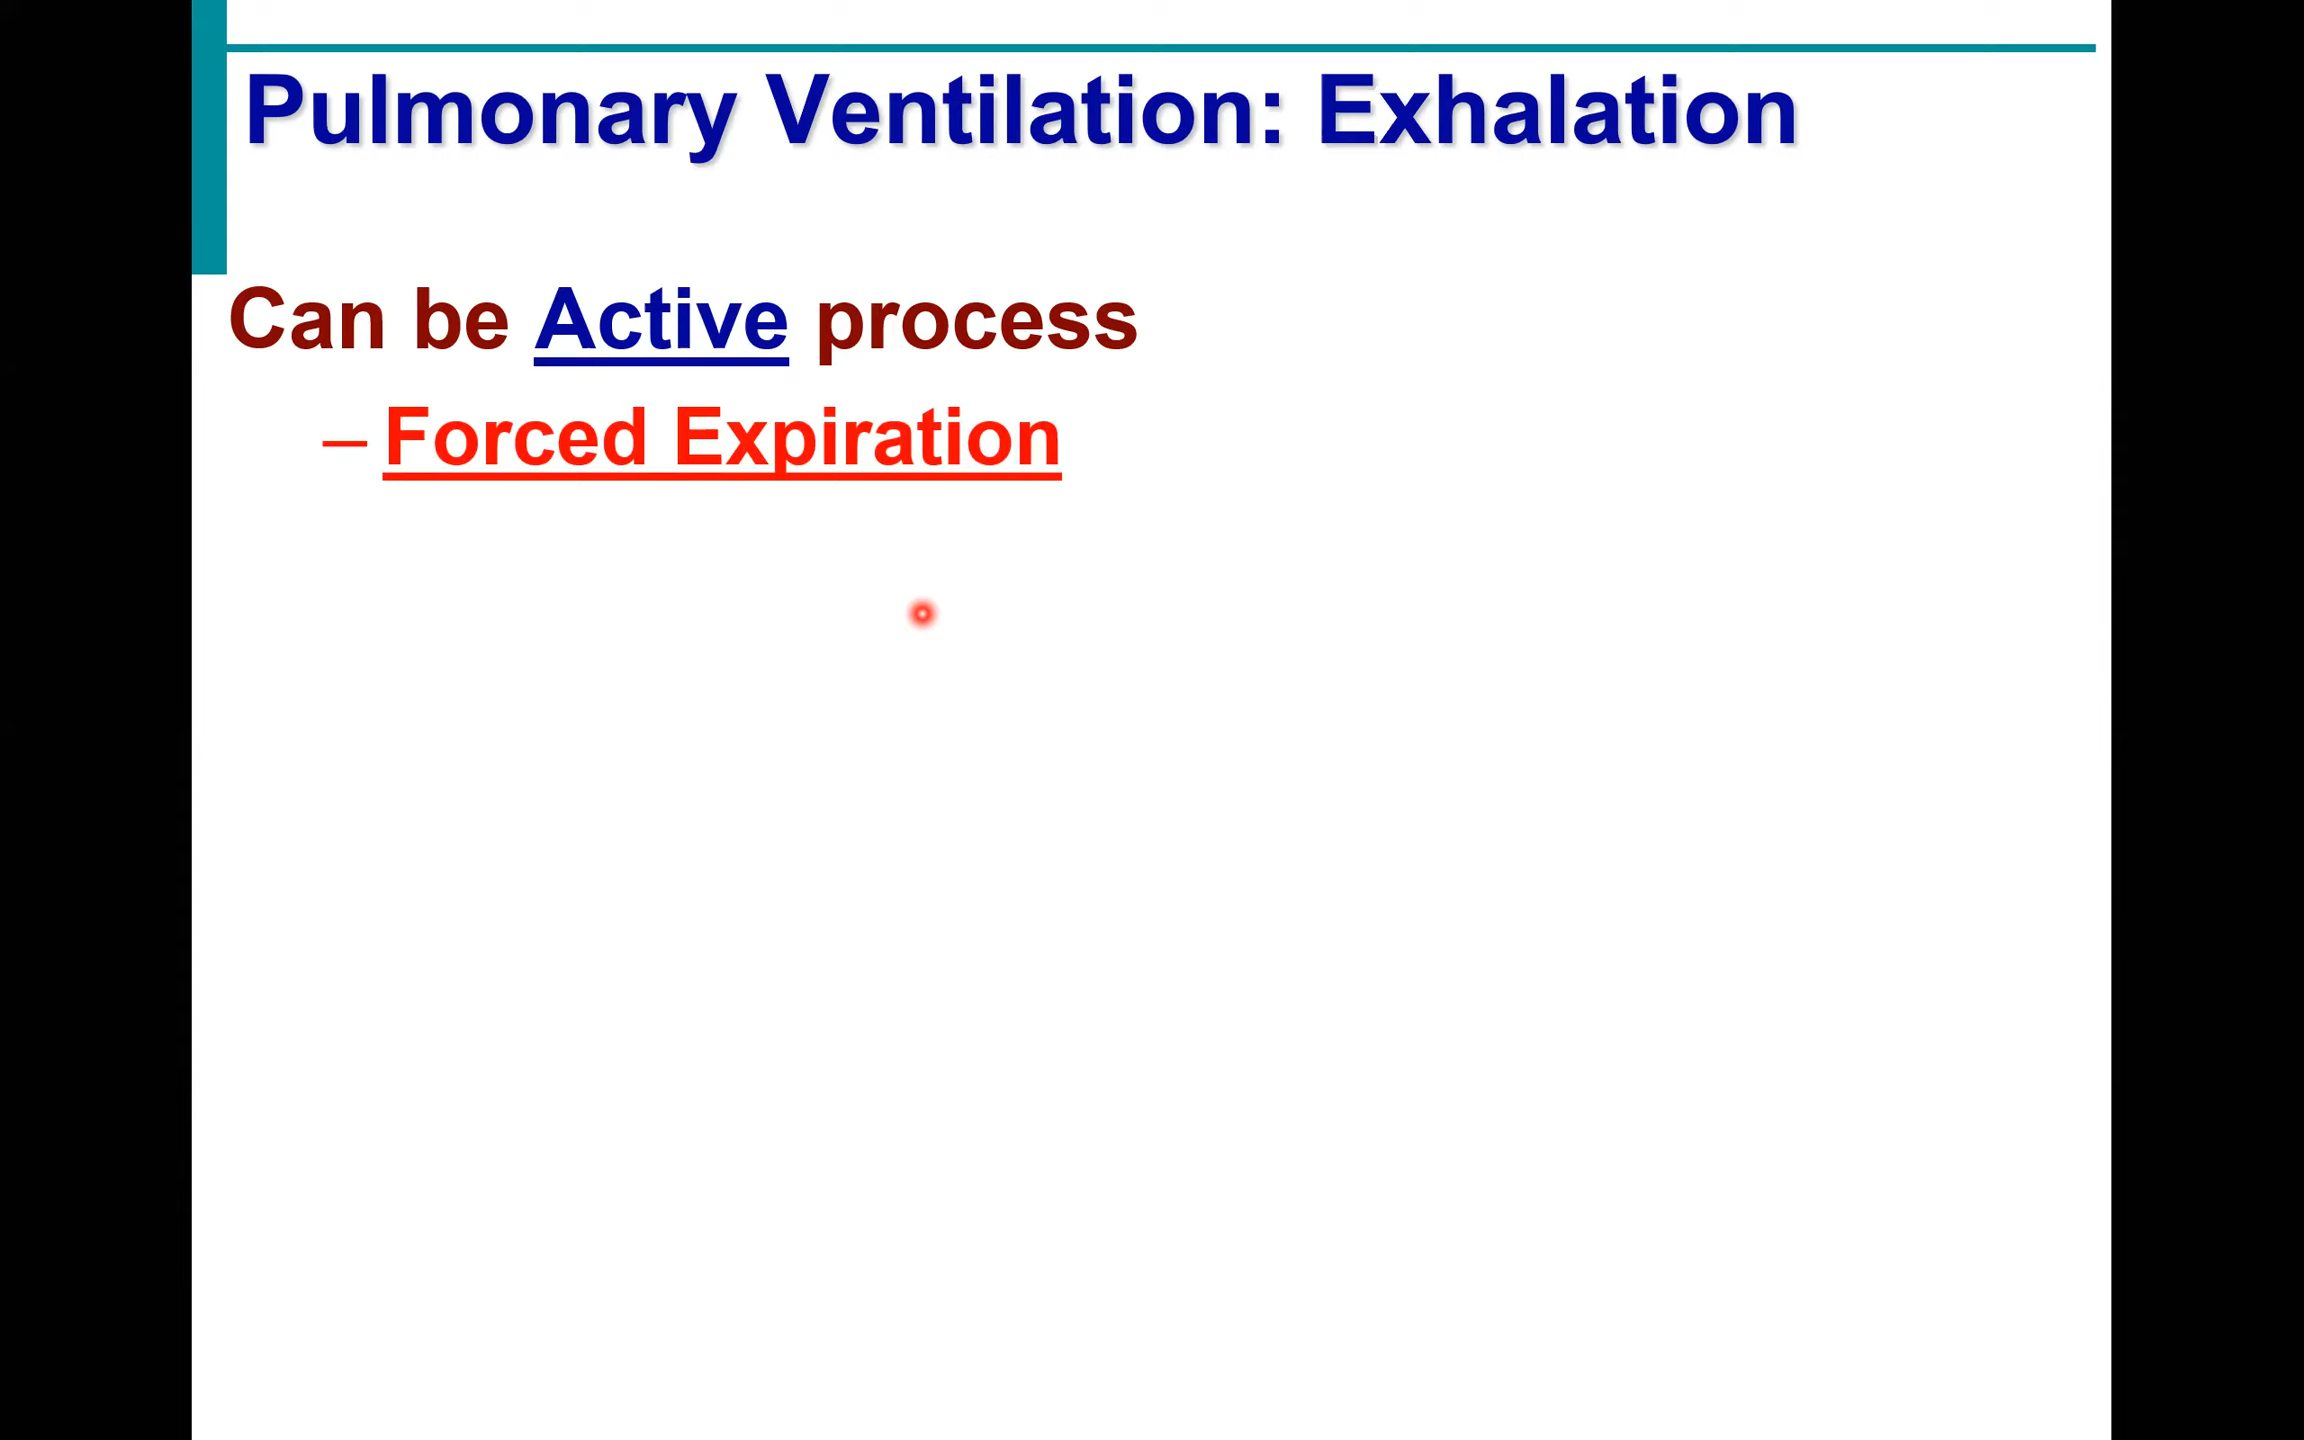 Pulmonary Ventilation: Exhalation
Can be Active process
– Forced Expiration